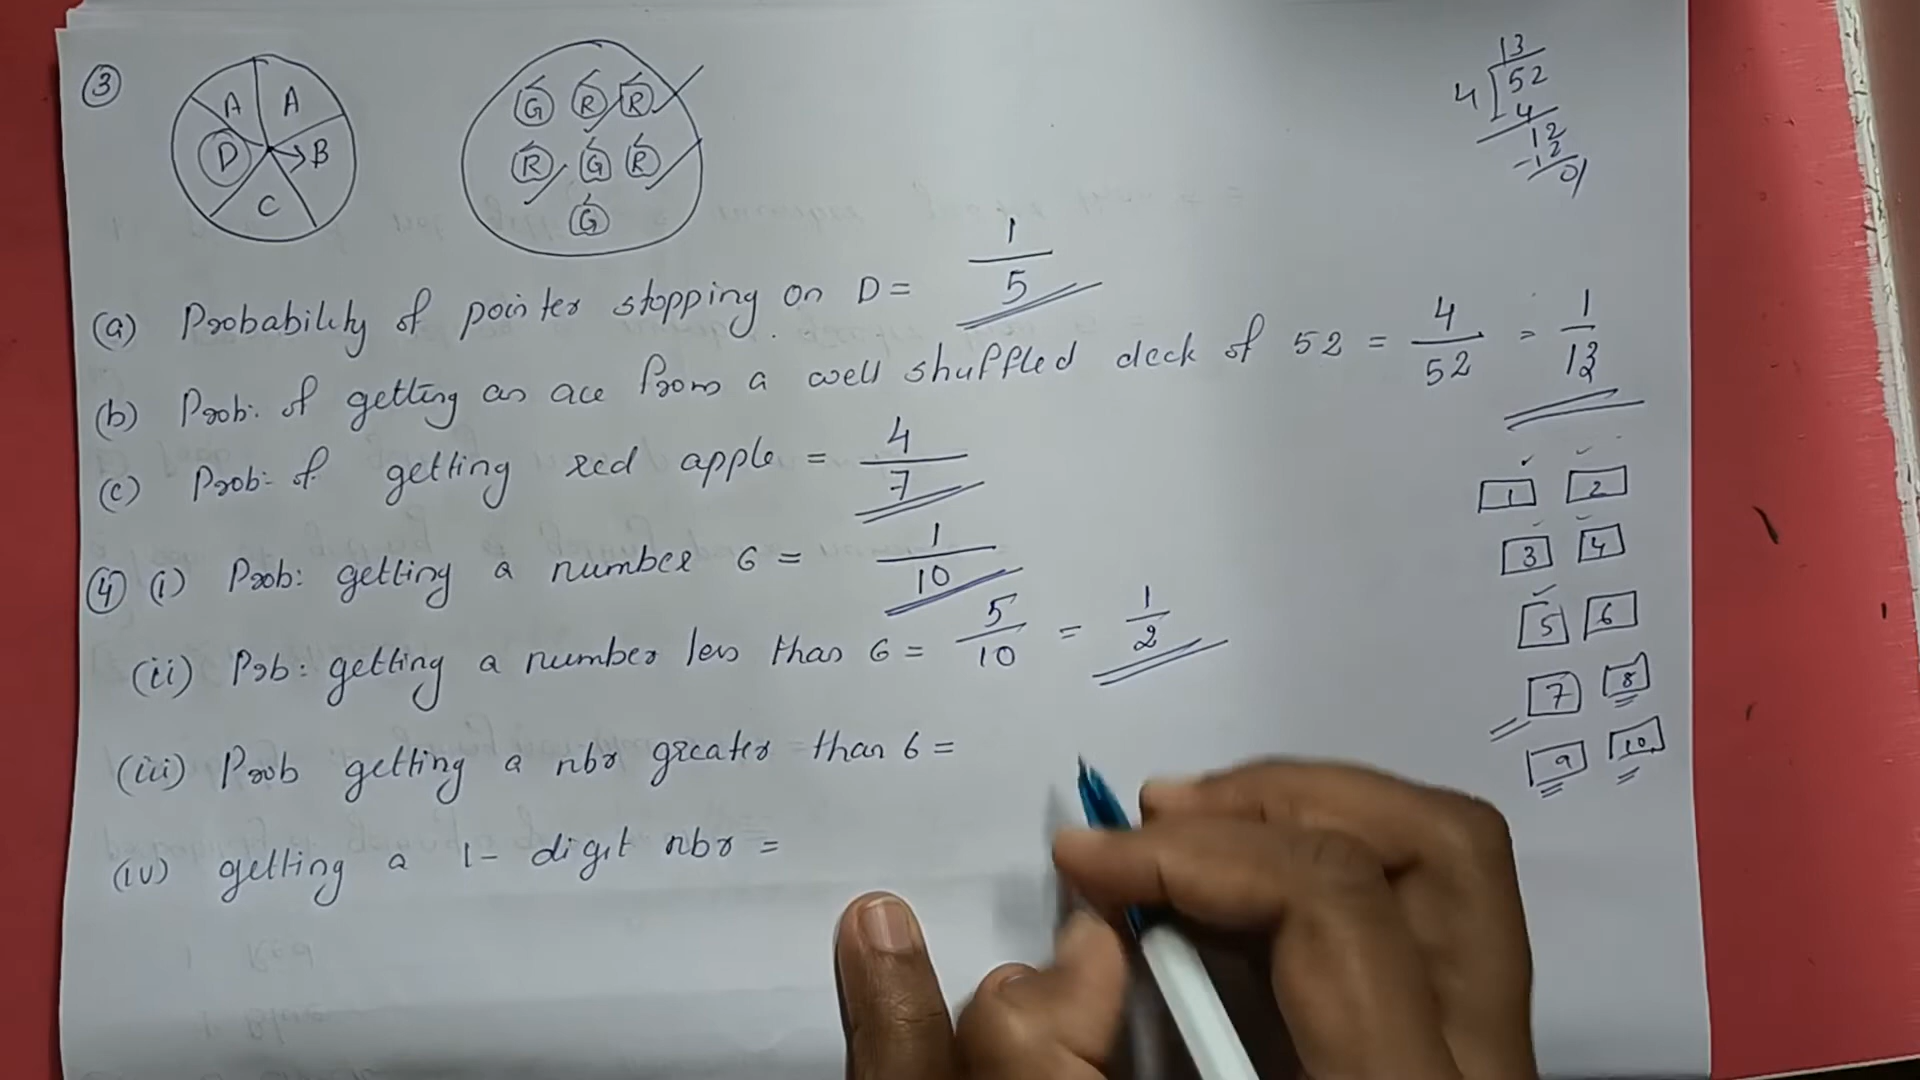 3
A A
D B
C
G R R
R G R
G
13
4 52
4
12
-12
0
(a) Probability of pointer stopping on D = 1/5
(b) Prob: of getting an ace from a well shuffled deck of 52 = 4/52 = 1/13
(c) Prob: of getting red apple = 4/7
4 (i) Prob: getting a number 6 = 1/10
(ii) Prb: getting a number less than 6 = 5/10 = 1/2
(iii) Prob getting a nbr greater than 6 =
(iv) getting a 1 - digit nbr =
1 2
3 4
5 6
7 8
9 10